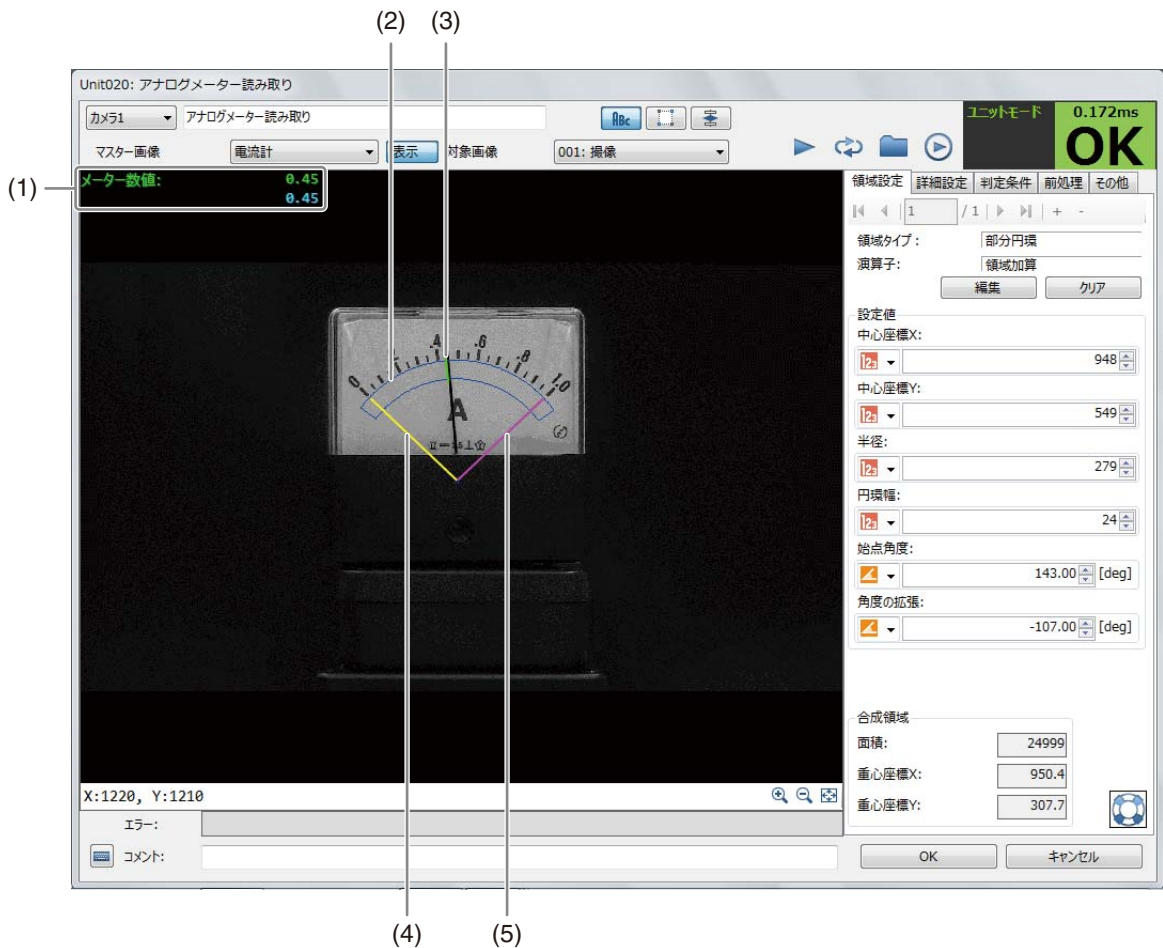 (2) (3)
Unit020: アナログメーター読み取り
カメラ1 アナログメーター読み取り ABC ユニットモード 0.172ms
OK
マスター画像 電流計 表示 対象画像 001: 撮像
(1)
メーター数値: 0.45
0.45
領域設定 詳細設定 判定条件 前処理 その他
1 / 1 + -
領域タイプ: 部分円環
演算子: 領域加算
編集 クリア
設定値
中心座標X:
948
中心座標Y:
549
半径:
279
円環幅:
24
始点角度:
143.00 [deg]
角度の拡張:
-107.00 [deg]
0 .4 .6 .8 1.0
A
合成領域
面積: 24999
重心座標X: 950.4
重心座標Y: 307.7
X:1220, Y:1210
エラー:
コメント:
OK キャンセル
(4) (5)